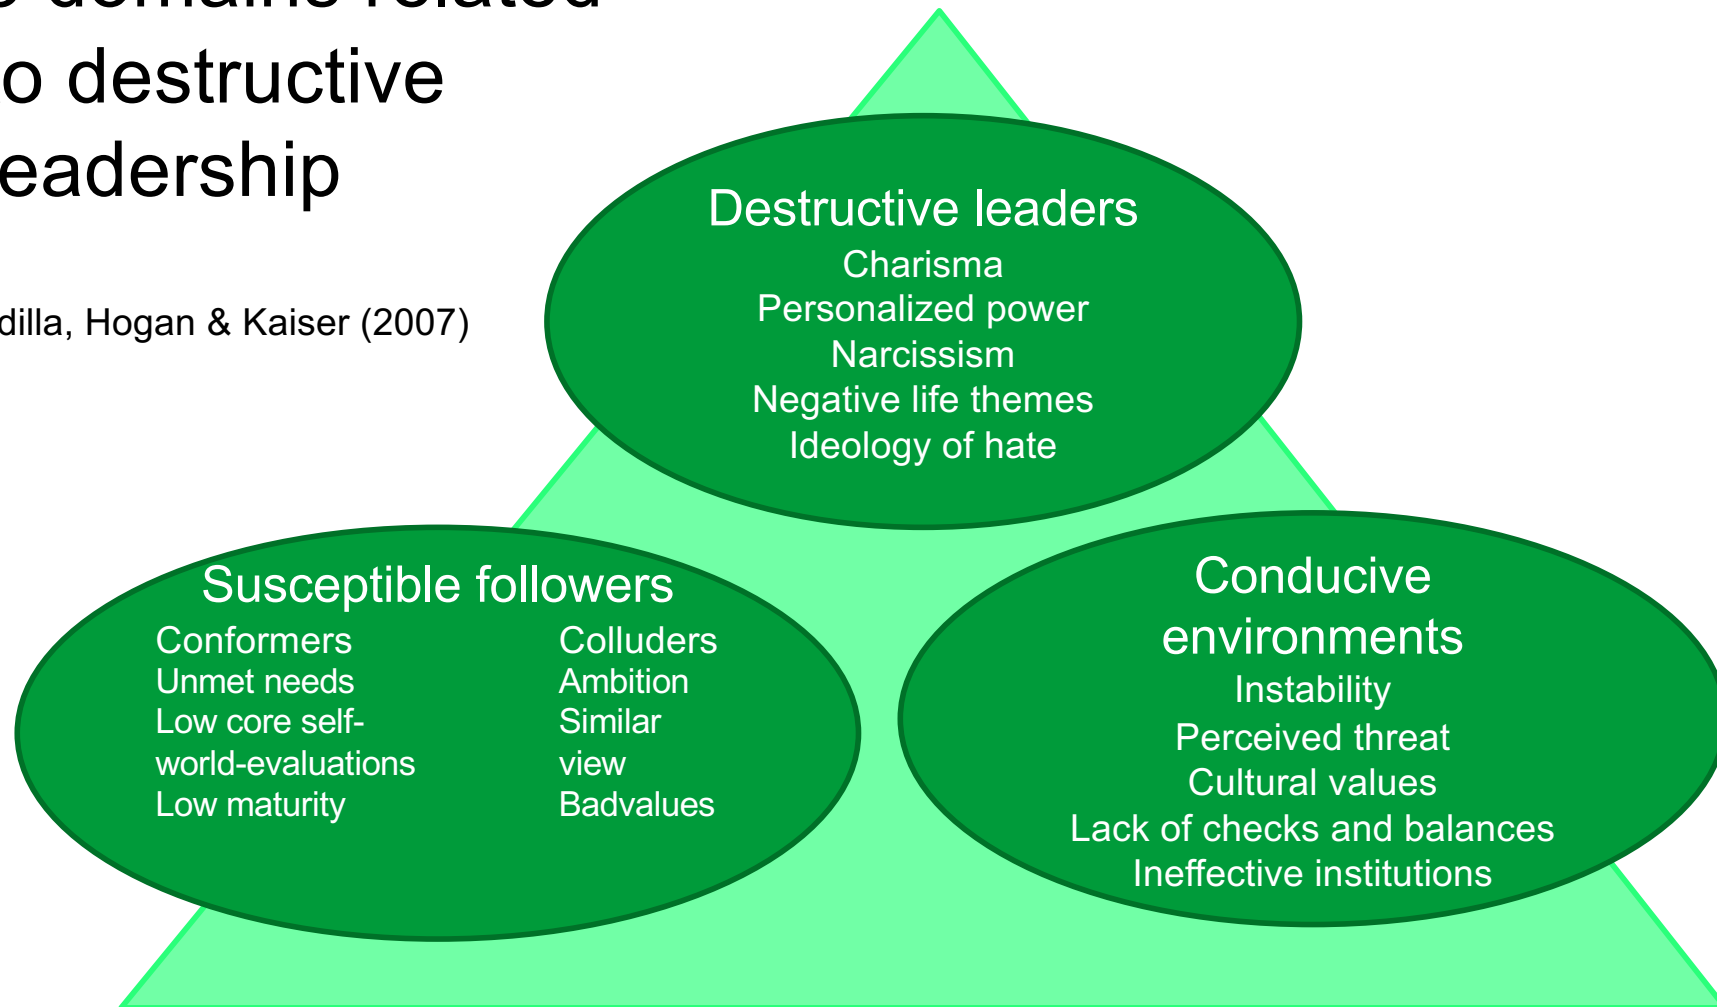 domains related
o destructive
eadership
dilla, Hogan & Kaiser (2007)
Destructive leaders
Charisma
Personalized power
Narcissism
Negative life themes
Ideology of hate
Susceptible followers
Conformers
Unmet needs
Low core self-
world-evaluations
Low maturity
Colluders
Ambition
Similar
view
Badvalues
Conducive
environments
Instability
Perceived threat
Cultural values
Lack of checks and balances
Ineffective institutions